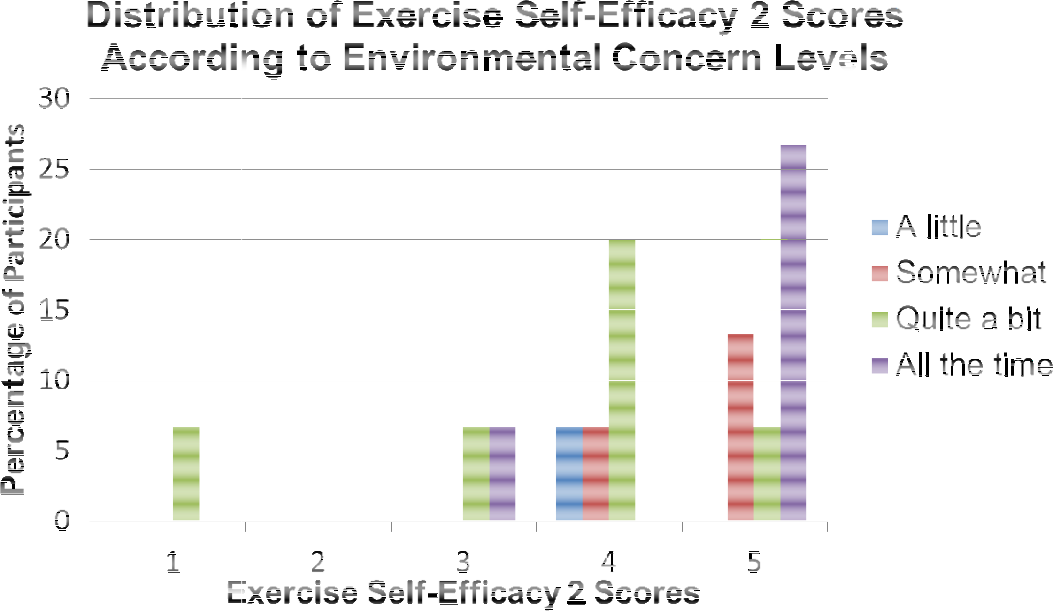 Distribution of Exercise Self-Efficacy 2 Scores
According to Environmental Concern Levels
Percentage of Participants
30
25
20
15
10
5
0
1 2 3 4 5
Exercise Self-Efficacy 2 Scores
A little
Somewhat
Quite a bit
All the time